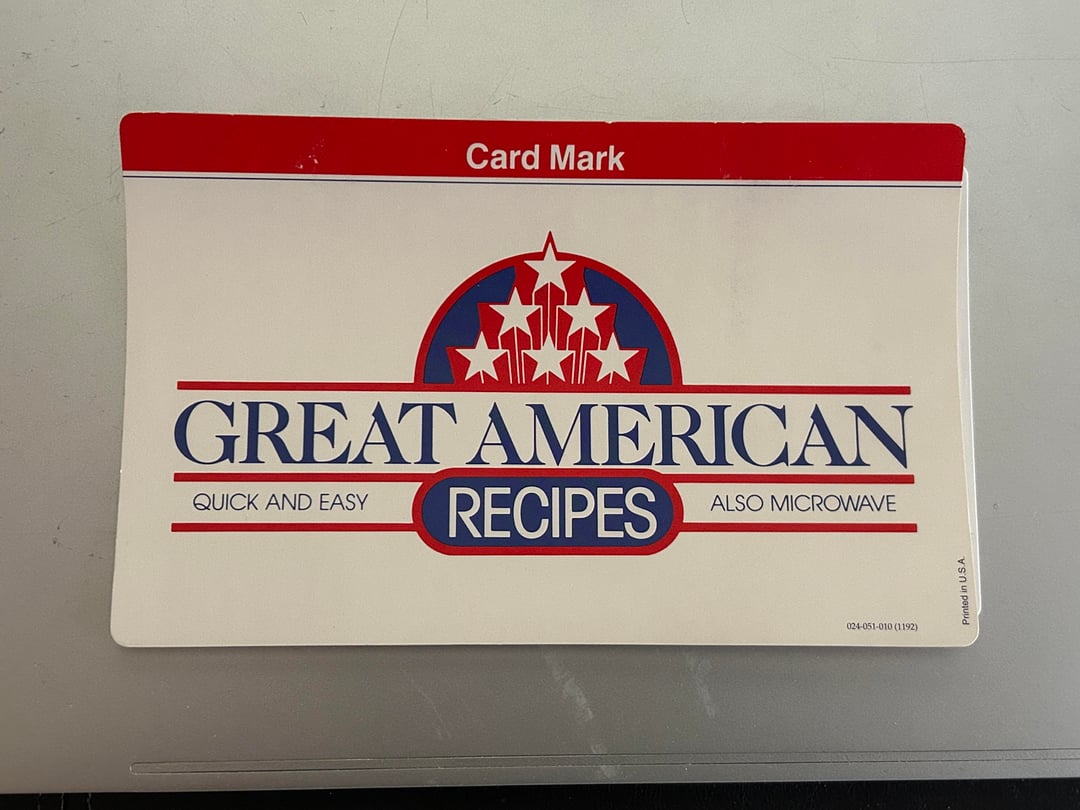 Card Mark
GREAT AMERICAN
QUICK AND EASY
RECIPES
ALSO MICROWAVE
024-051-010 (1192)
Printed in U.S.A.